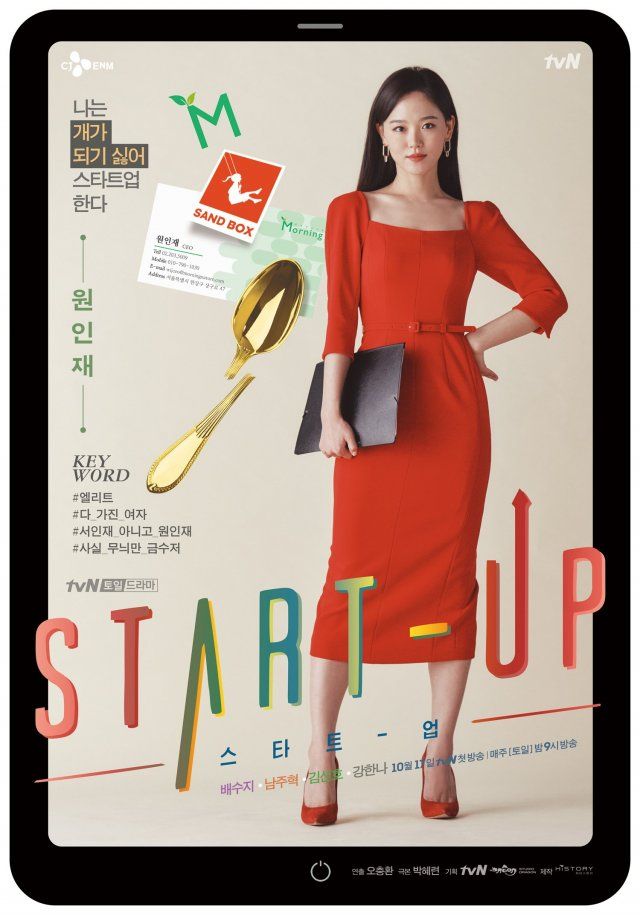 CJ ENM
tvN
나는
개가
되기 싫어
스타트업
한다
M
SAND BOX
Morning
원인재 CEO
원인재
KEY
WORD
#엘리트
#다_가진_여자
#서인재_아니고_원인재
#사실_무늬만_금수저
tvN 토일드라마
START-UP
스타트-업
배수지 · 남주혁 · 김선호 · 강한나 10월 17일 tvN 첫방송 | 매주 [토일] 밤 9시 방송
연출 오충환 극본 박혜련 기획 tvN STUDIO DRAGON 제작 HISTORY